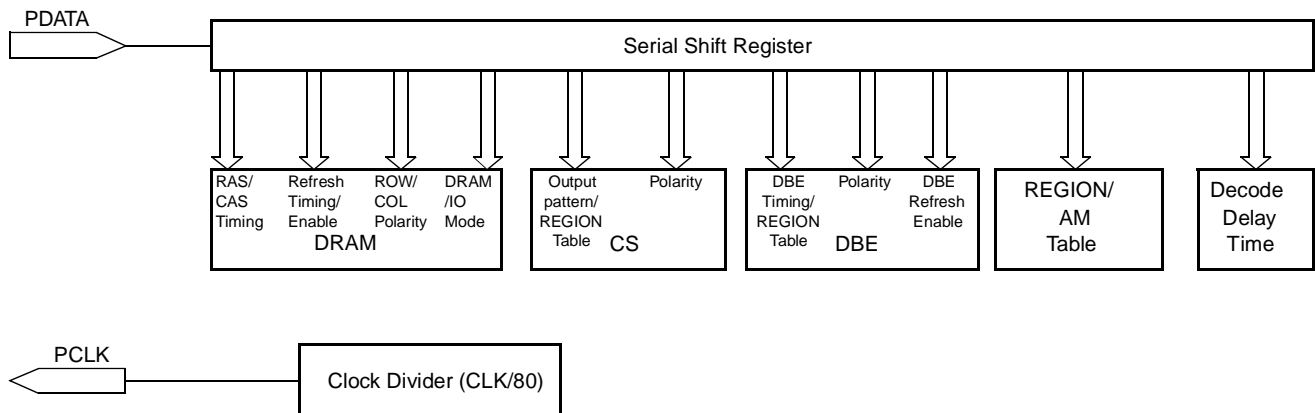 PDATA
Serial Shift Register
RAS/
CAS
Timing
Refresh
Timing/
Enable
ROW/
COL
Polarity
DRAM
/IO
Mode
DRAM
Output
pattern/
REGION
Table
Polarity
CS
DBE
Timing/
REGION
Table
Polarity
DBE
Refresh
Enable
DBE
REGION/
AM
Table
Decode
Delay
Time
PCLK
Clock Divider (CLK/80)